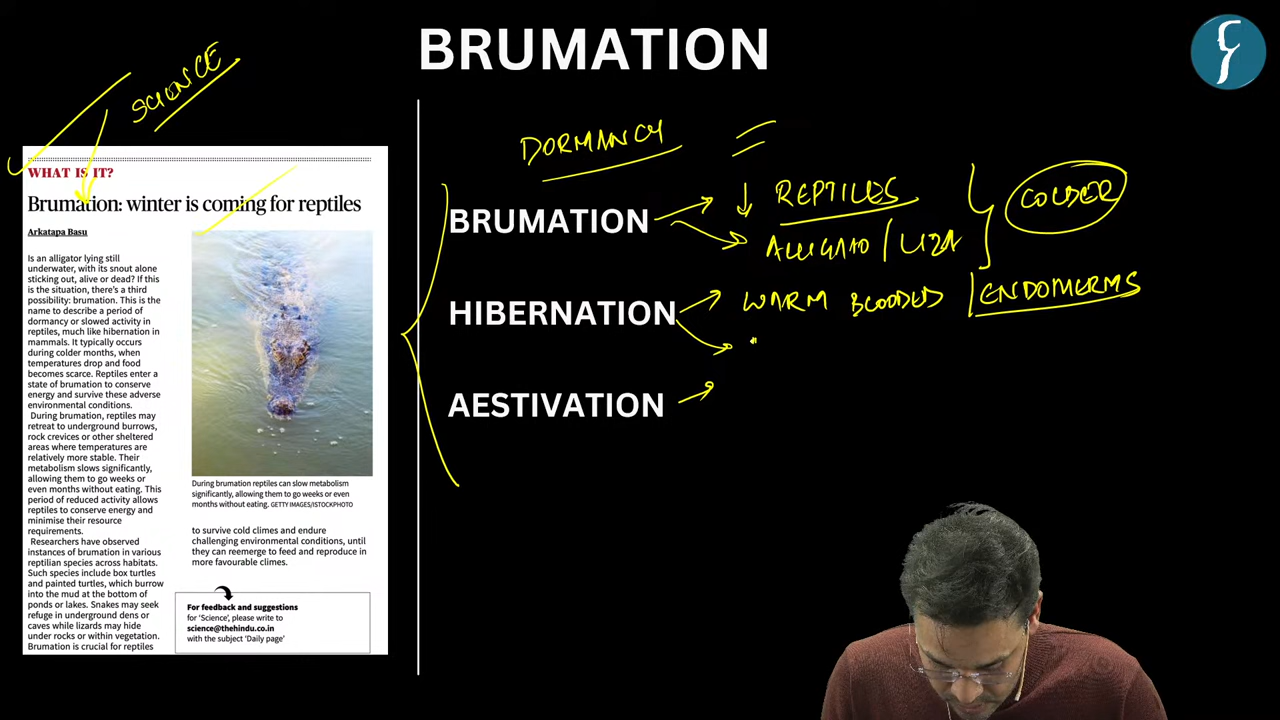 BRUMATION
SCIENCE
WHAT IS IT?
Brumation: winter is coming for reptiles
Arkatapa Basu
Is an alligator lying still
underwater, with its snout alone
sticking out, alive or dead? If this
is the situation, there's a third
possibility: brumation. This is the
name to describe a period of
dormancy or slowed activity in
reptiles, much like hibernation in
mammals. It typically occurs
during colder months, when
temperatures drop and food
becomes scarce. Reptiles enter a
state of brumation to conserve
energy and survive these adverse
environmental conditions.
During brumation, reptiles may
retreat to underground burrows,
rock crevices or other sheltered
areas where temperatures are
relatively more stable. Their
metabolism slows significantly,
allowing them to go weeks or
even months without eating. This
period of reduced activity allows
reptiles to conserve energy and
minimise their resource
requirements.
Researchers have observed
instances of brumation in various
reptilian species across habitats.
Such species include box turtles
and painted turtles, which burrow
into the mud at the bottom of
ponds or lakes. Snakes may seek
refuge in underground dens or
caves while lizards may hide
under rocks or within vegetation.
Brumation is crucial for reptiles
During brumation reptiles can slow metabolism
significantly, allowing them to go weeks or even
months without eating. GETTY IMAGES/ISTOCKPHOTO
to survive cold climes and endure
challenging environmental conditions, until
they can reemerge to feed and reproduce in
more favourable climes.
For feedback and suggestions
for 'Science', please write to
science@thehindu.co.in
with the subject 'Daily page'
DORMANCY =
BRUMATION → ↓ REPTILES
ALLIGATO / LIZA
COLDER
HIBERNATION → WARM BLOODED | ENDOTHERMS
AESTIVATION →